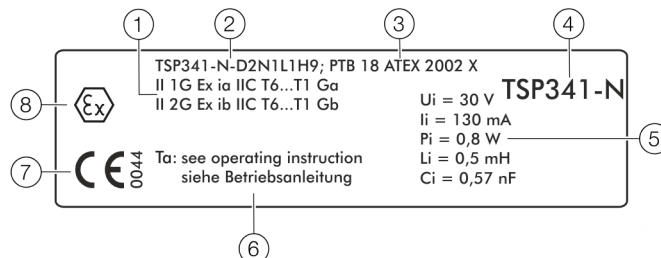 1
2
3
4
TSP341-N-D2N1L1H9; PTB 18 ATEX 2002 X
II 1G Ex ia IIC T6...T1 Ga
II 2G Ex ib IIC T6...T1 Gb
TSP341-N
Ui = 30 V
Ii = 130 mA
Pi = 0,8 W
Li = 0,5 mH
Ci = 0,57 nF
5
8
Ex
7
CE
0044
Ta: see operating instruction
siehe Betriebsanleitung
6